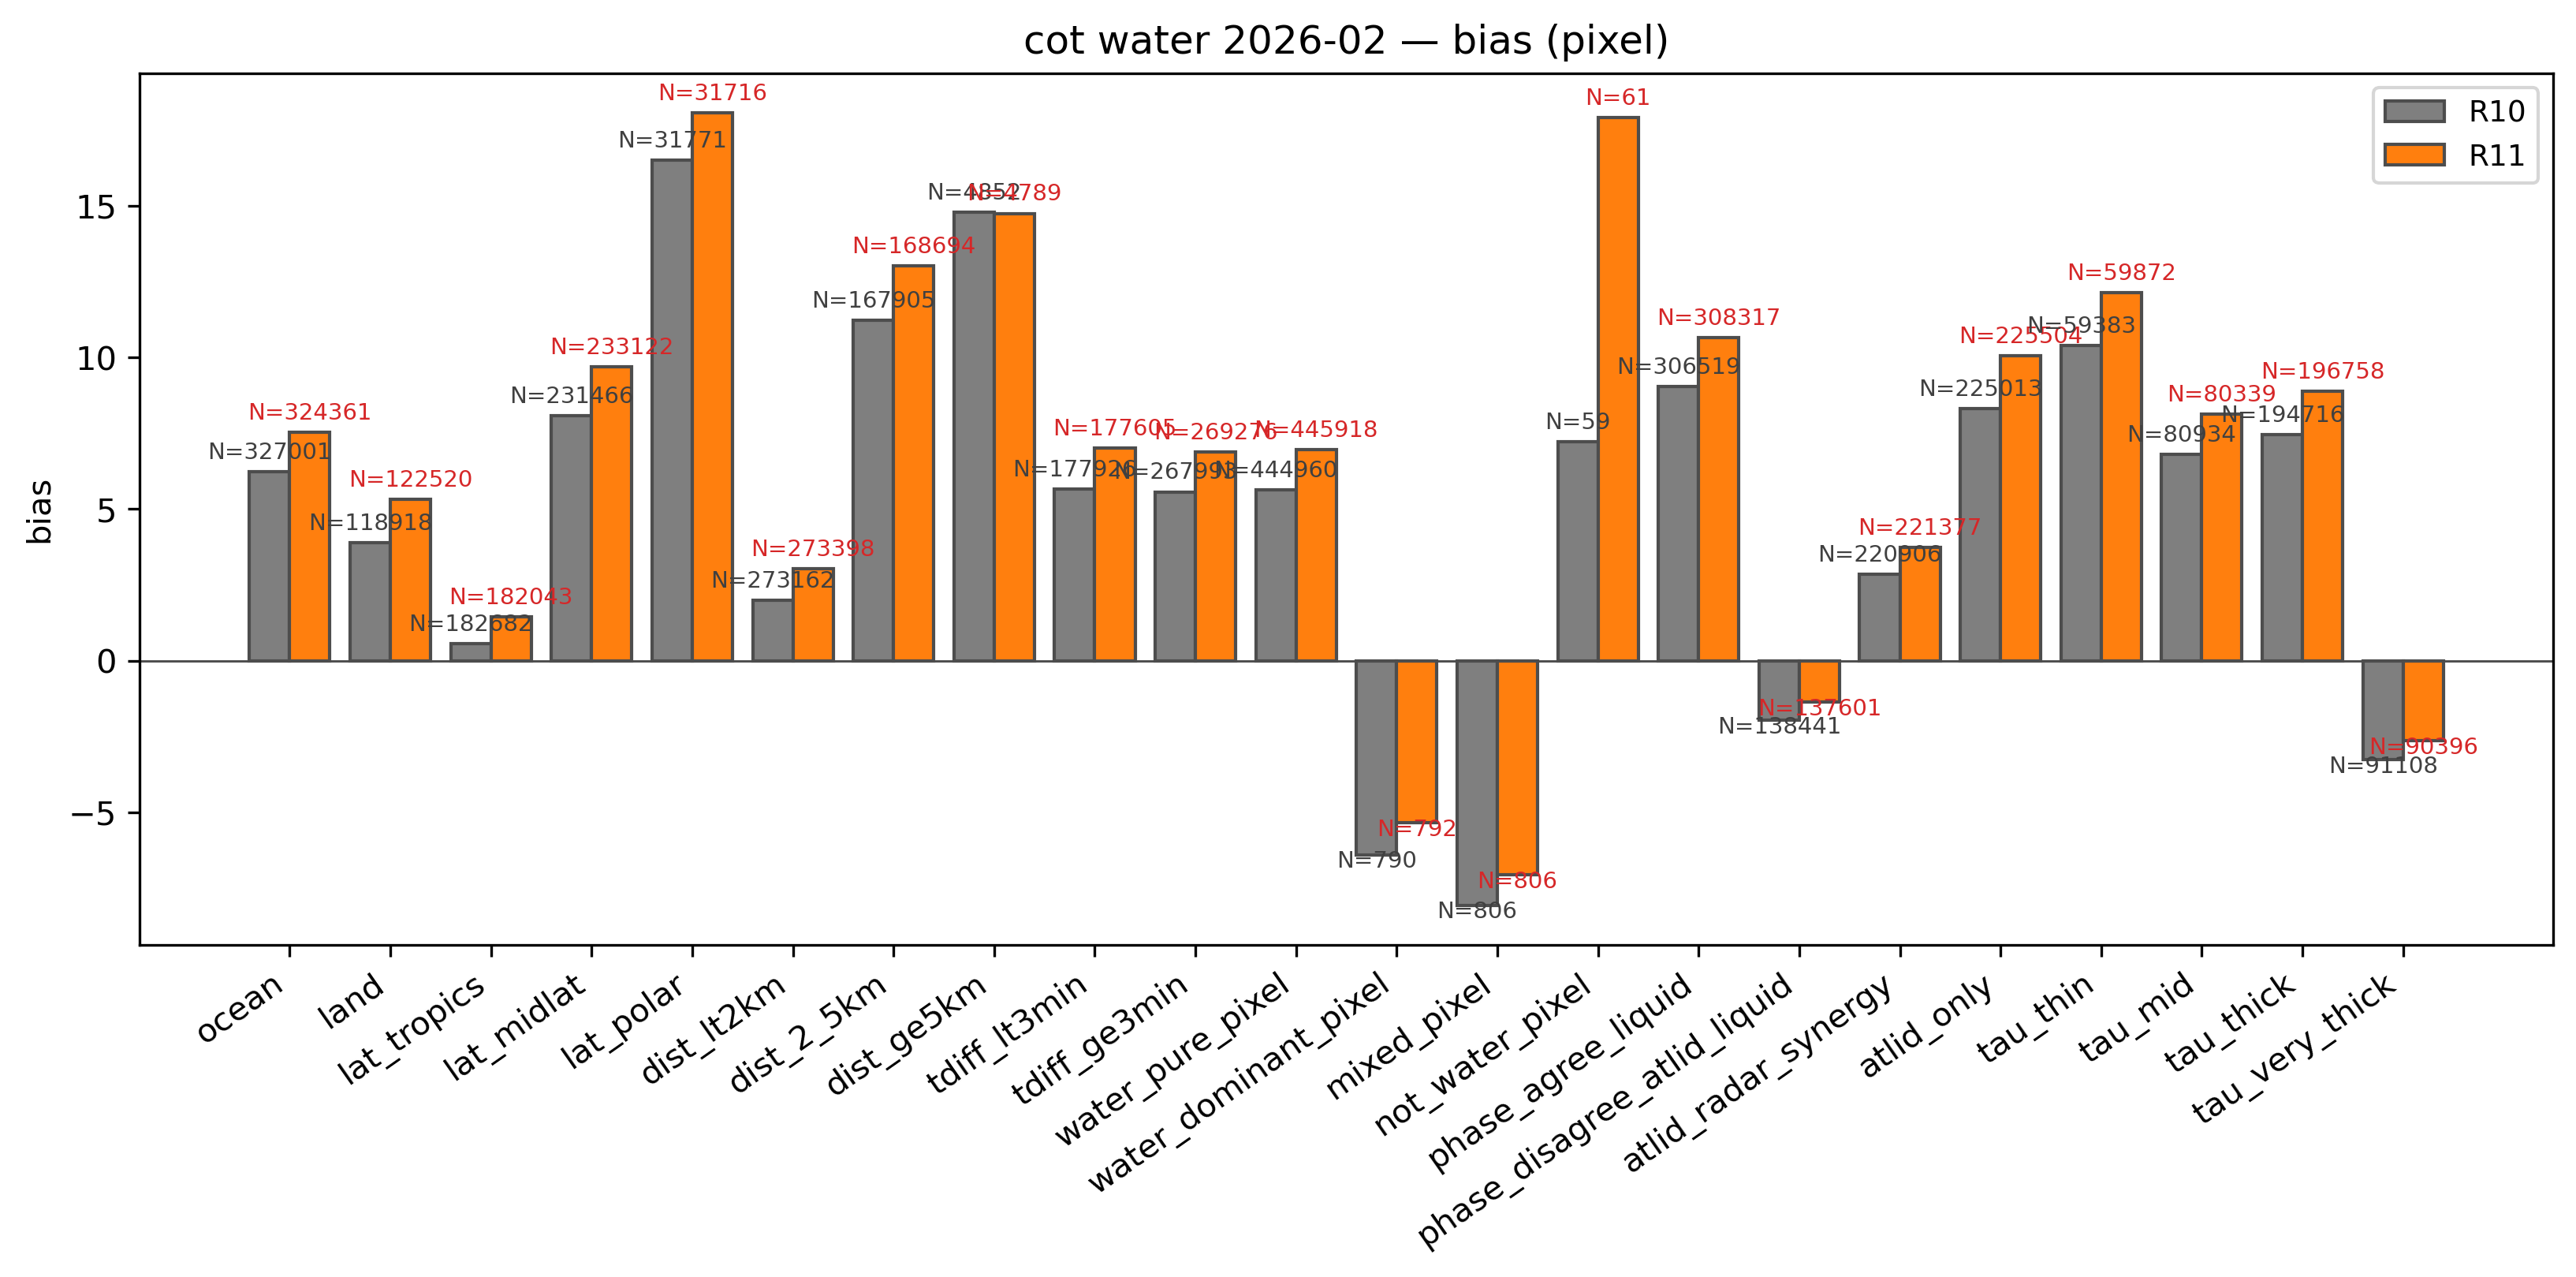 cot water 2026-02 — bias (pixel)
R10
R11
bias
15
10
5
0
−5
N=327001
N=324361
N=118918
N=122520
N=182682
N=182043
N=231466
N=233122
N=31771
N=31716
N=273162
N=273398
N=167905
N=168694
N=4852
N=4789
N=177926
N=177605
N=267993
N=269276
N=444960
N=445918
N=790
N=792
N=806
N=806
N=59
N=61
N=306519
N=308317
N=138441
N=137601
N=220906
N=221377
N=225013
N=225504
N=59383
N=59872
N=80934
N=80339
N=194716
N=196758
N=91108
N=90396
ocean
land
lat_tropics
lat_midlat
lat_polar
dist_lt2km
dist_2_5km
dist_ge5km
tdiff_lt3min
tdiff_ge3min
water_pure_pixel
water_dominant_pixel
mixed_pixel
not_water_pixel
phase_agree_liquid
phase_disagree_atlid_liquid
atlid_radar_synergy
atlid_only
tau_thin
tau_mid
tau_thick
tau_very_thick